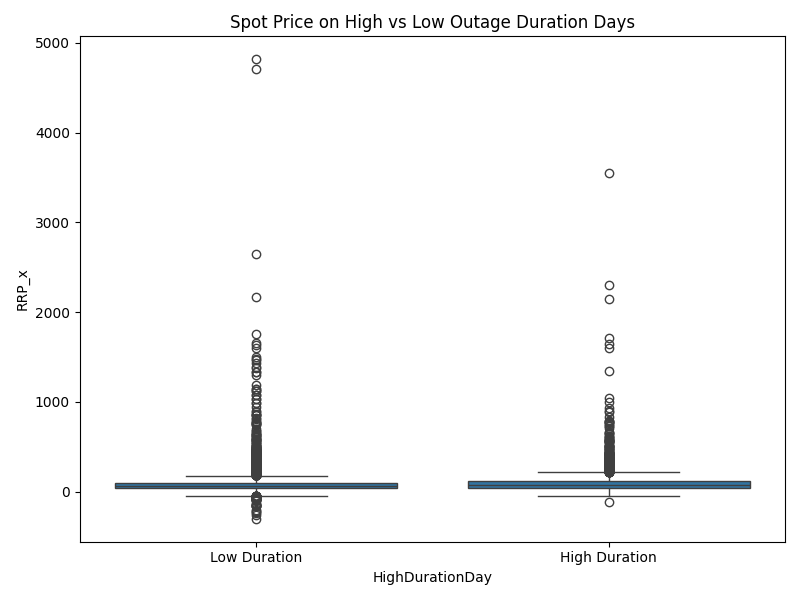 Spot Price on High vs Low Outage Duration Days
5000
4000
3000
2000
1000
0
RRP_x
Low Duration
High Duration
HighDurationDay